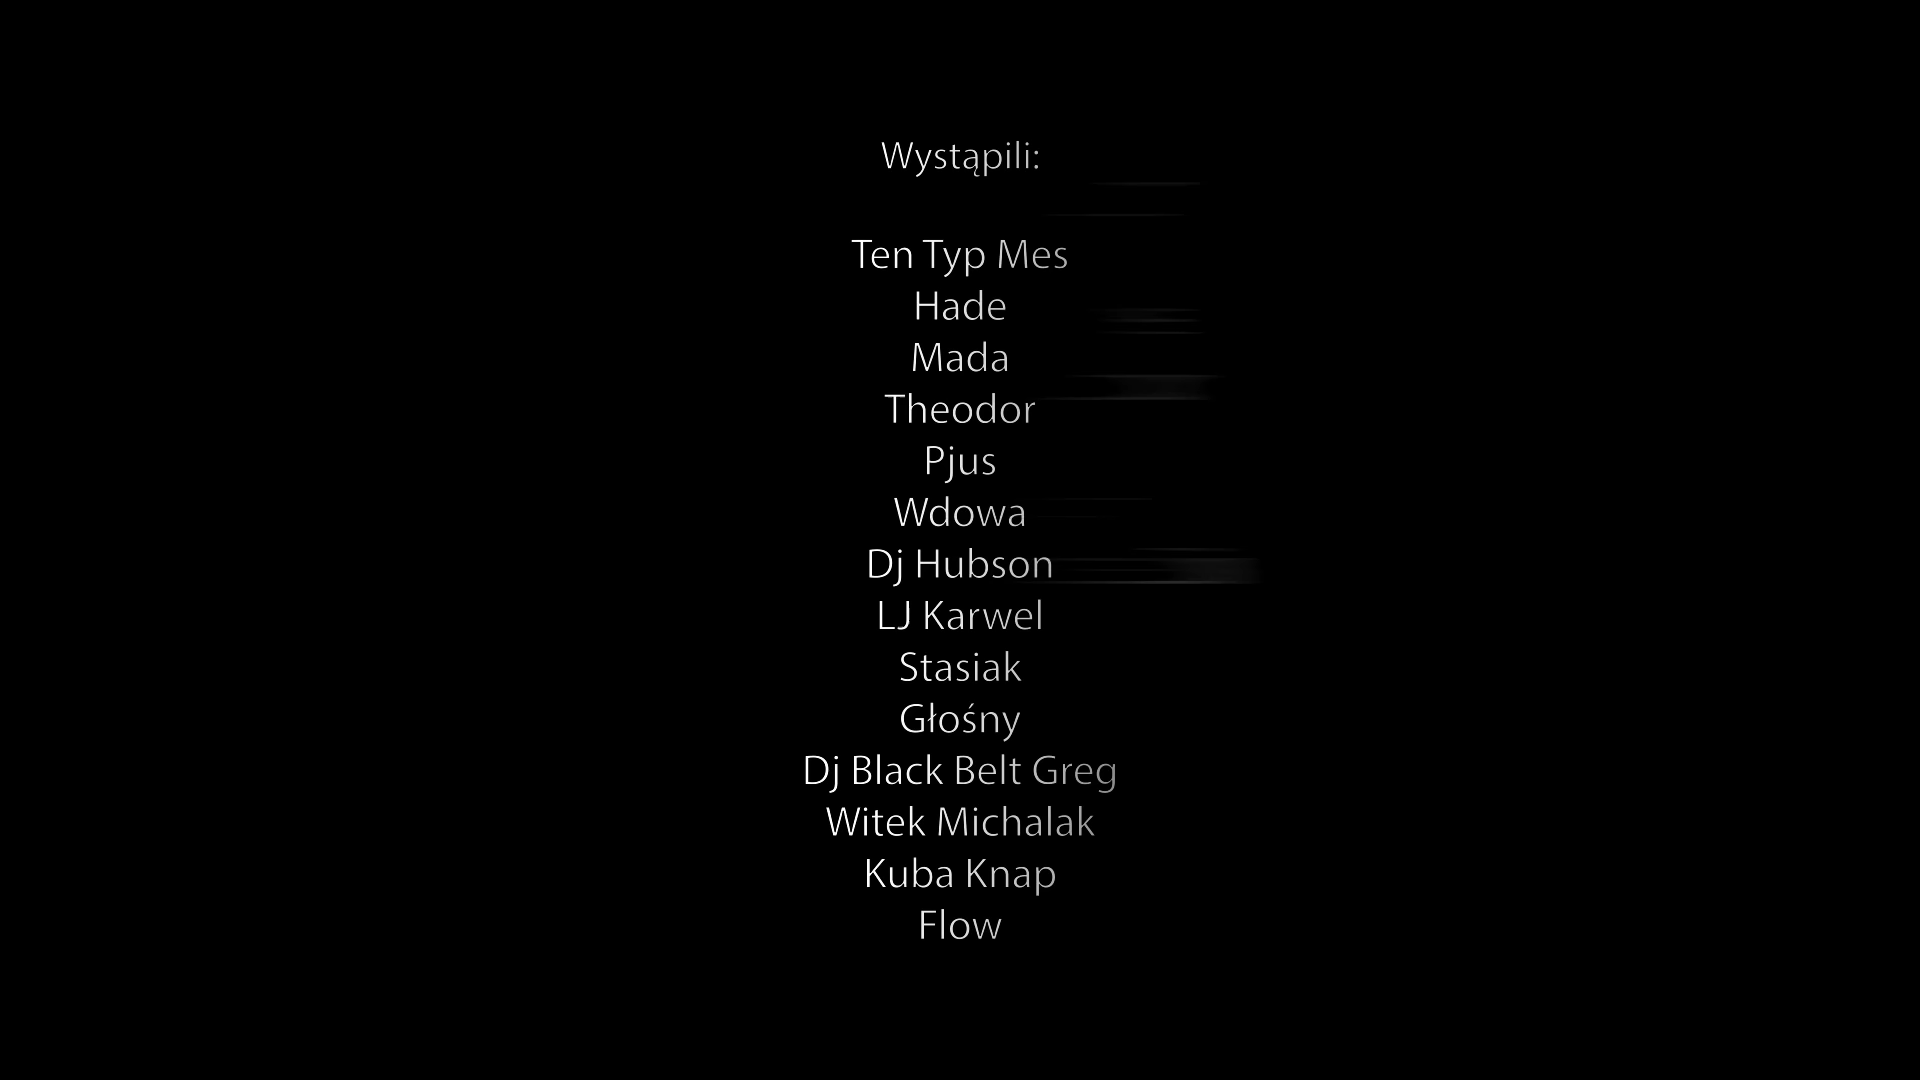 Wystąpili:
Ten Typ Mes
Hade
Mada
Theodor
Pjus
Wdowa
Dj Hubson
LJ Karwel
Stasiak
Głośny
Dj Black Belt Greg
Witek Michalak
Kuba Knap
Flow